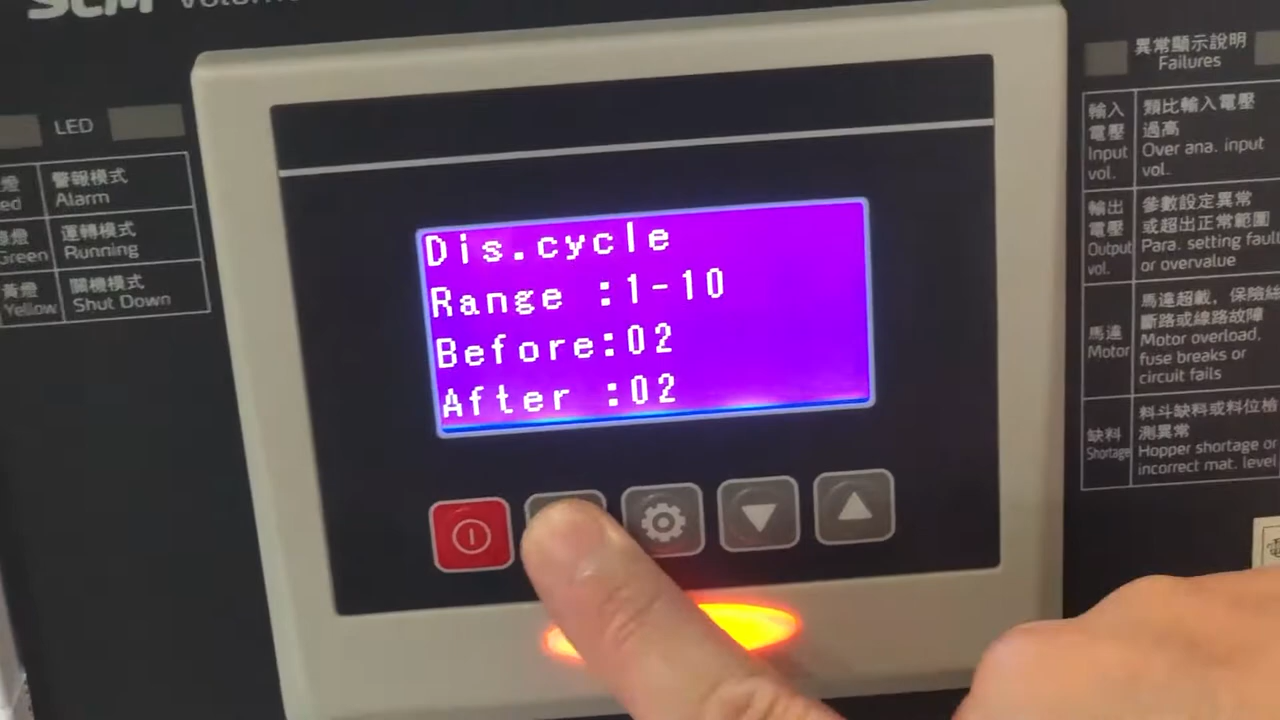 SCM
LED
警報模式
Alarm
運轉模式
Green Running
黃燈 關機模式
Yellow Shut Down
Dis.cycle
Range :1-10
Before:02
After :02
異常顯示說明
Failures
輸入電壓
Input vol.
類比輸入電壓
過高
Over ana. input
vol.
輸出電壓
Output vol.
參數設定異常
或超出正常範圍
Para. setting fault
or overvalue
馬達
Motor
馬達超載，保險絲
斷路或線路故障
Motor overload,
fuse breaks or
circuit fails
缺料
Shortage
料斗缺料或料位檢
測異常
Hopper shortage or
incorrect mat. level